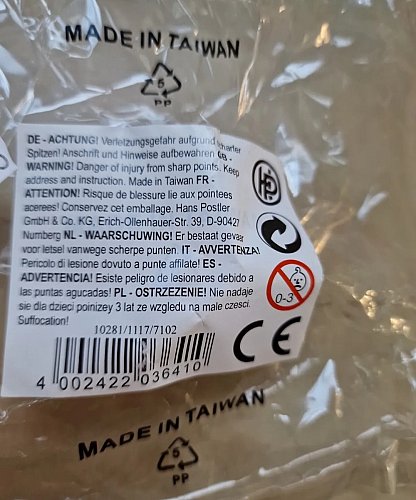 MADE IN TAIWAN
5
PP
DE - ACHTUNG! Verletzungsgefahr aufgrund scharfer
Spitzen! Anschrift und Hinweise aufbewahren GB -
WARNING! Danger of injury from sharp points. Keep
address and instruction. Made in Taiwan FR -
ATTENTION! Risque de blessure lie aux pointees
acerees! Conservez cet emballage. Hans Postler
GmbH & Co. KG, Erich-Ollenhauer-Str. 39, D-90427
Nurnberg NL - WAARSCHUWING! Er bestaat gevaar
voor letsel vanwege scherpe punten. IT - AVVERTENZA!
Pericolo di lesione dovuto a punte affilate! ES -
ADVERTENCIA! Existe peligro de lesionares debido a
las puntas agucadas! PL - OSTRZEZENIE! Nie nadaje
sie dla dzieci poinizey 3 lat ze wzgledu na male czesci.
Suffocation!
HP
0-3
CE
10281/1117/7102
4 002422 036410
MADE IN TAIWAN
5
PP